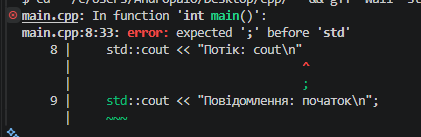 main.cpp: In function 'int main()':
main.cpp:8:33: error: expected ';' before 'std'
8 |     std::cout << "Потік: cout\n"
  |                                 ^
  |                                 ;
9 |     std::cout << "Повідомлення: початок\n";
  |     ~~~